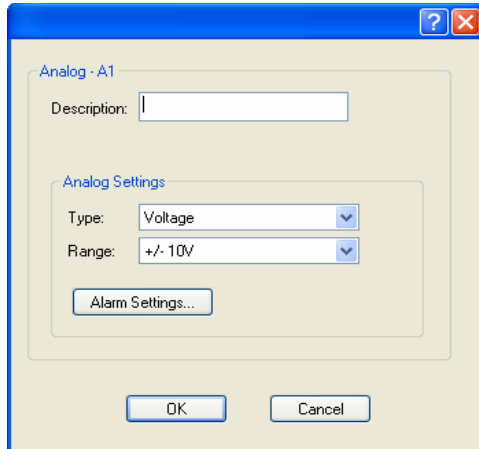 ?
Analog - A1
Description:
Analog Settings
Type: Voltage
Range: +/- 10V
Alarm Settings...
OK Cancel